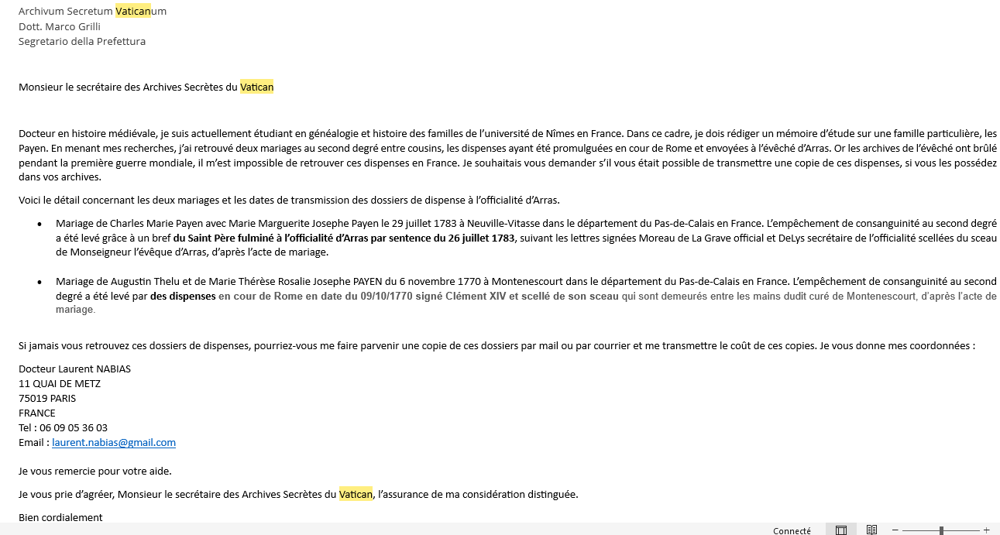 Archivum Secretum Vaticanum
Dott. Marco Grilli
Segretario della Prefettura
Monsieur le secrétaire des Archives Secrètes du Vatican
Docteur en histoire médiévale, je suis actuellement étudiant en généalogie et histoire des familles de l’université de Nîmes en France. Dans ce cadre, je dois rédiger un mémoire d’étude sur une famille particulière, les
Payen. En menant mes recherches, j’ai retrouvé deux mariages au second degré entre cousins, les dispenses ayant été promulguées en cour de Rome et envoyées à l’évêché d’Arras. Or les archives de l’évêché ont brûlé
pendant la première guerre mondiale, il m’est impossible de retrouver ces dispenses en France. Je souhaitais vous demander s’il vous était possible de transmettre une copie de ces dispenses, si vous les possédez
dans vos archives.
Voici le détail concernant les deux mariages et les dates de transmission des dossiers de dispense à l’officialité d’Arras.
• Mariage de Charles Marie Payen avec Marie Marguerite Josephe Payen le 29 juillet 1783 à Neuville-Vitasse dans le département du Pas-de-Calais en France. L’empêchement de consanguinité au second degré
a été levé grâce à un bref du Saint Père fulminé à l’officialité d’Arras par sentence du 26 juillet 1783, suivant les lettres signées Moreau de La Grave official et DeLys secrétaire de l’officialité scellées du sceau
de Monseigneur l’évêque d’Arras, d’après l’acte de mariage.
• Mariage de Augustin Thelu et de Marie Thérèse Rosalie Josephe PAYEN du 6 novembre 1770 à Montenescourt dans le département du Pas-de-Calais en France. L’empêchement de consanguinité au second
degré a été levé par des dispenses en cour de Rome en date du 09/10/1770 signé Clément XIV et scellé de son sceau qui sont demeurés entre les mains dudit curé de Montenescourt, d’après l’acte de
mariage.
Si jamais vous retrouvez ces dossiers de dispenses, pourriez-vous me faire parvenir une copie de ces dossiers par mail ou par courrier et me transmettre le coût de ces copies. Je vous donne mes coordonnées :
Docteur Laurent NABIAS
11 QUAI DE METZ
75019 PARIS
FRANCE
Tel : 06 09 05 36 03
Email : laurent.nabias@gmail.com
Je vous remercie pour votre aide.
Je vous prie d’agréer, Monsieur le secrétaire des Archives Secrètes du Vatican, l’assurance de ma considération distinguée.
Bien cordialement
Connecté